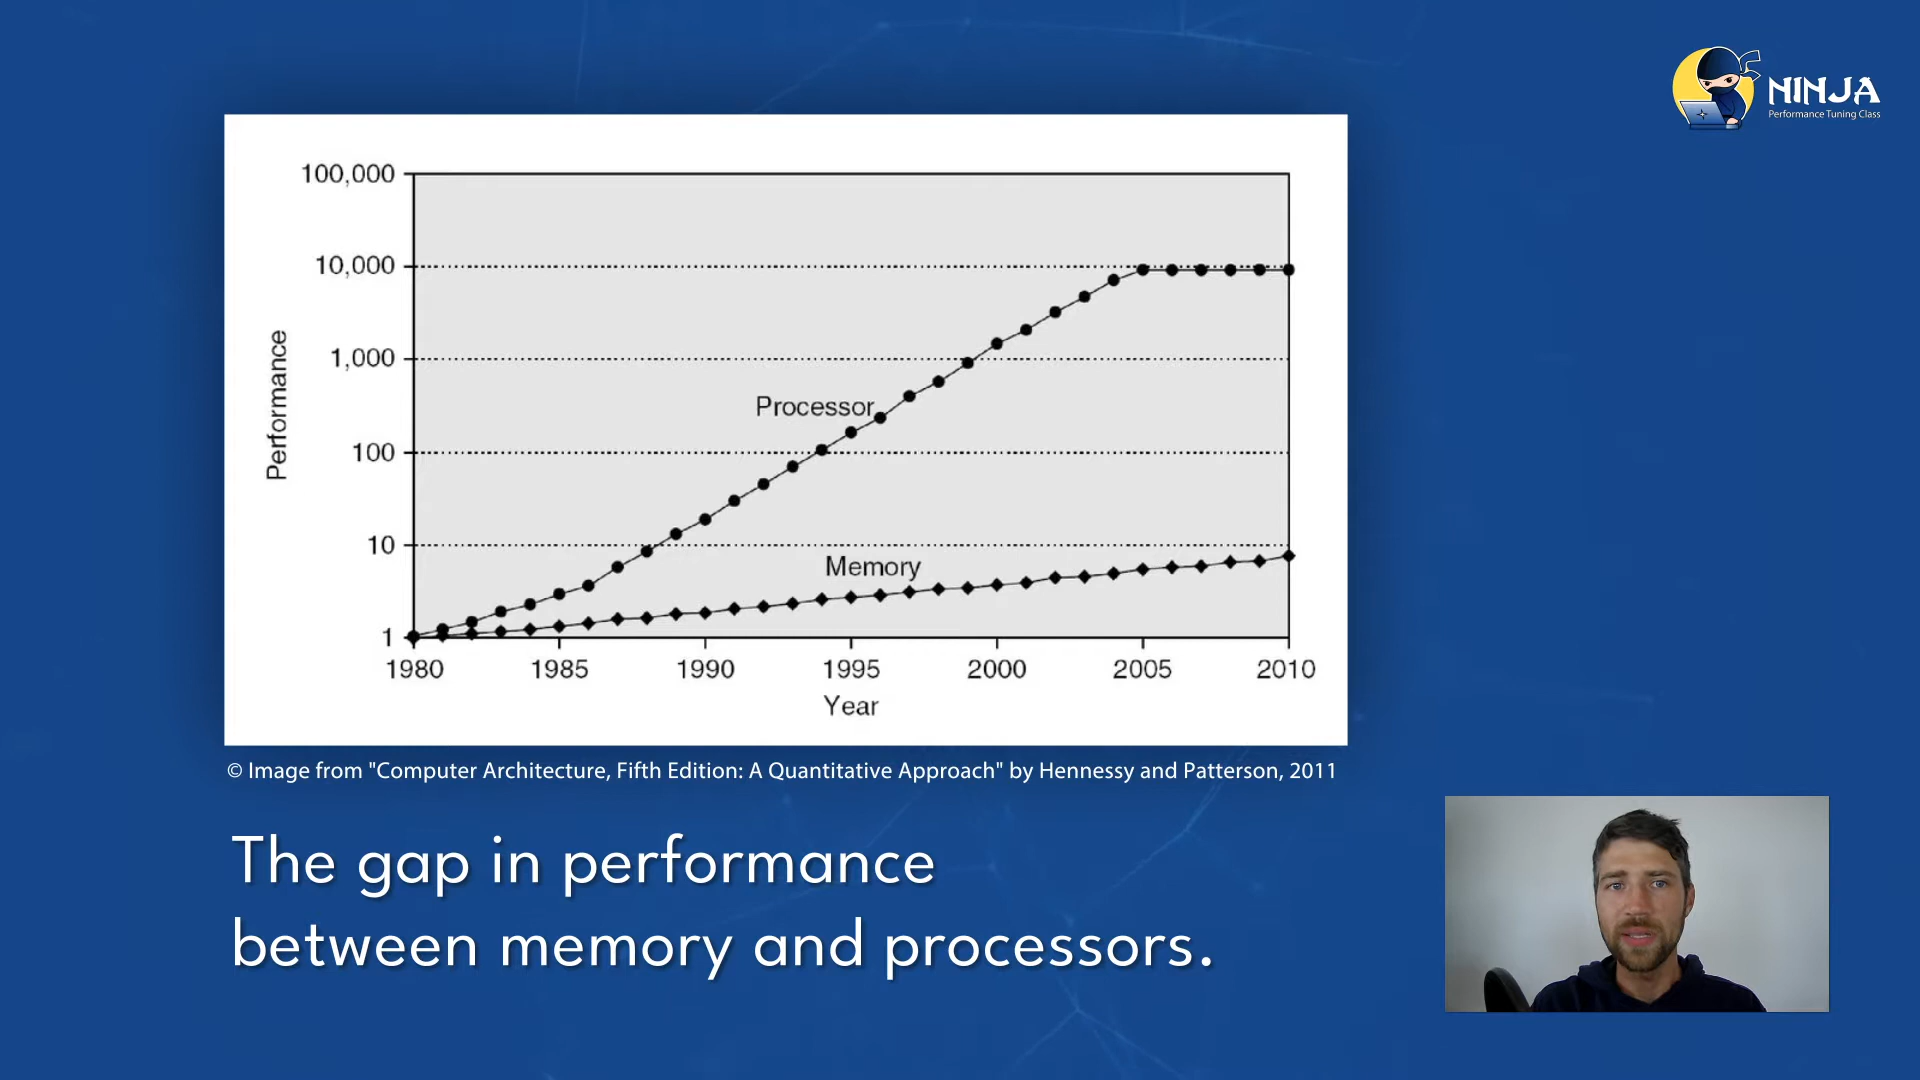 NINJA
Performance Tuning Class
100,000
10,000
1,000
100
10
1
Performance
Processor
Memory
1980 1985 1990 1995 2000 2005 2010
Year
© Image from "Computer Architecture, Fifth Edition: A Quantitative Approach" by Hennessy and Patterson, 2011
The gap in performance
between memory and processors.